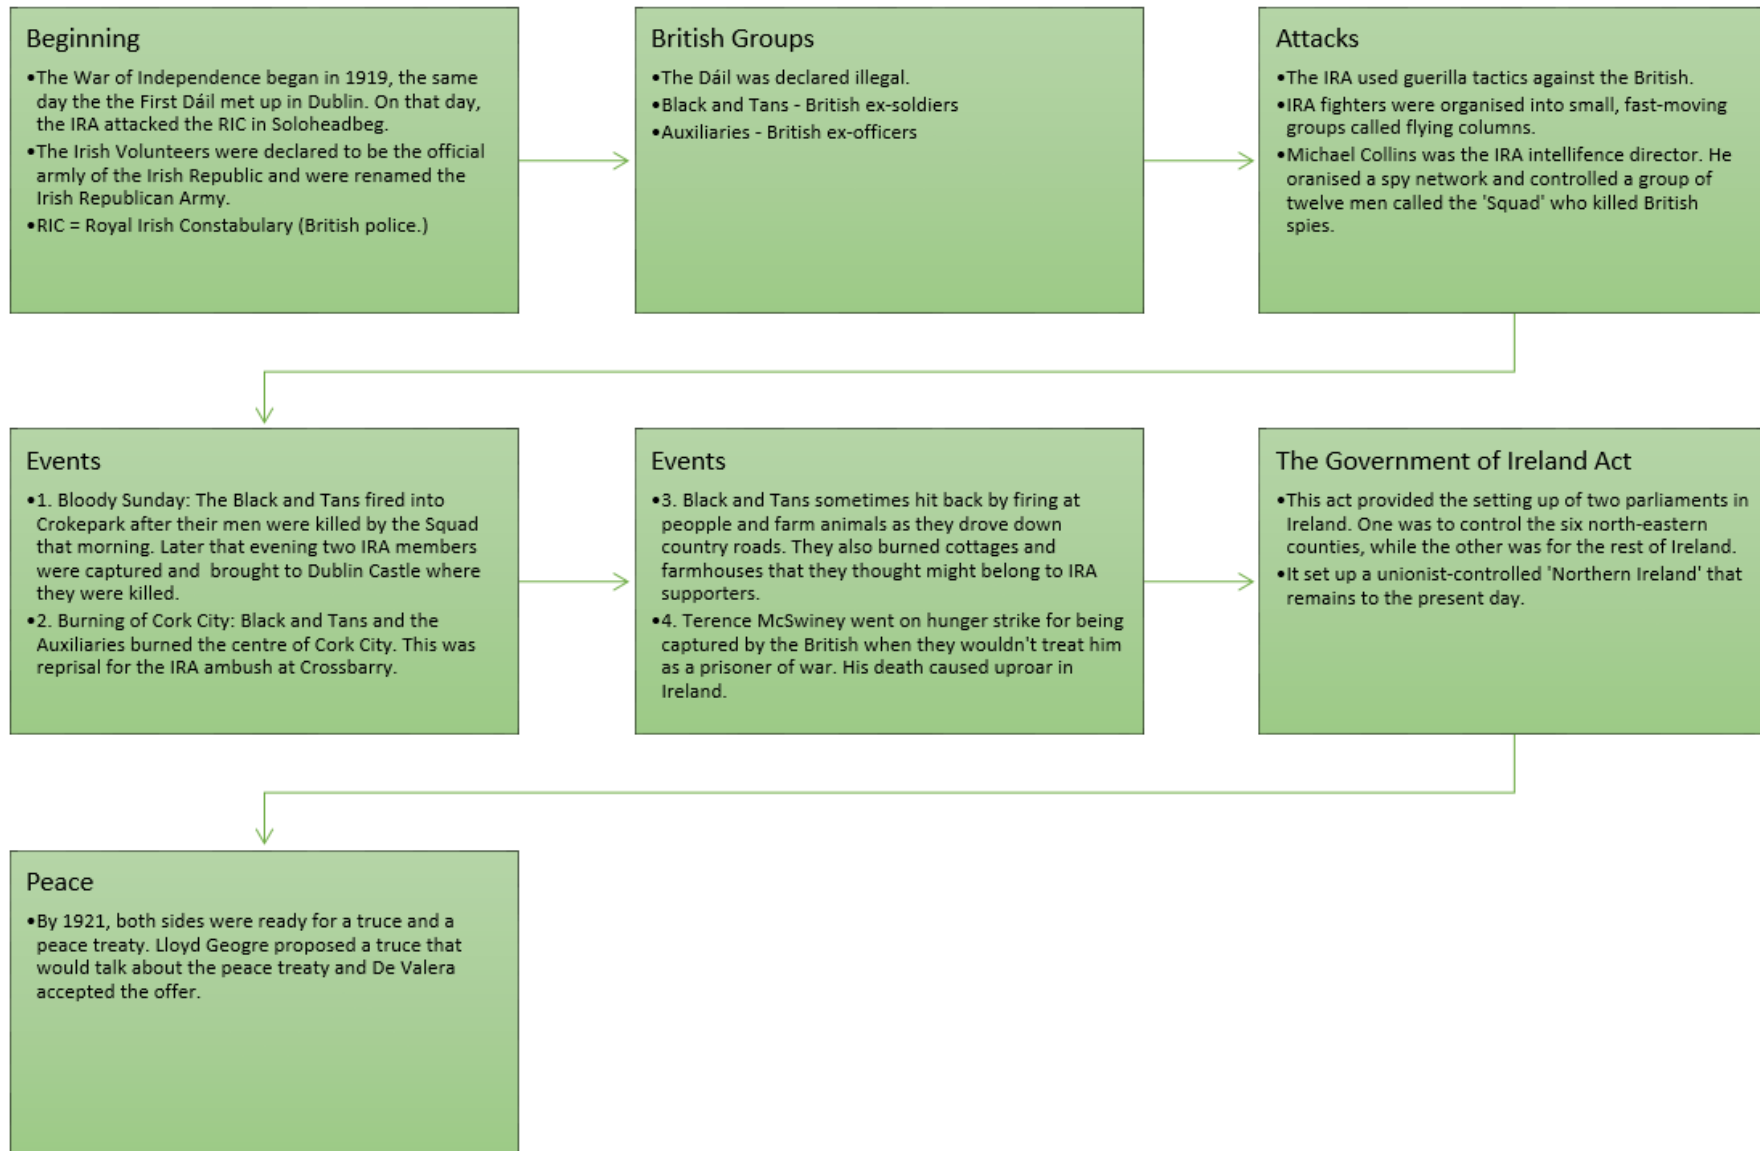 Beginning
•The War of Independence began in 1919, the same
day the the First Dáil met up in Dublin. On that day,
the IRA attacked the RIC in Soloheadbeg.
•The Irish Volunteers were declared to be the official
armly of the Irish Republic and were renamed the
Irish Republican Army.
•RIC = Royal Irish Constabulary (British police.)
British Groups
•The Dáil was declared illegal.
•Black and Tans - British ex-soldiers
•Auxiliaries - British ex-officers
Attacks
•The IRA used guerilla tactics against the British.
•IRA fighters were organised into small, fast-moving
groups called flying columns.
•Michael Collins was the IRA intellifence director. He
oranised a spy network and controlled a group of
twelve men called the 'Squad' who killed British
spies.
Events
•1. Bloody Sunday: The Black and Tans fired into
Crokepark after their men were killed by the Squad
that morning. Later that evening two IRA members
were captured and  brought to Dublin Castle where
they were killed.
•2. Burning of Cork City: Black and Tans and the
Auxiliaries burned the centre of Cork City. This was
reprisal for the IRA ambush at Crossbarry.
Events
•3. Black and Tans sometimes hit back by firing at
peopple and farm animals as they drove down
country roads. They also burned cottages and
farmhouses that they thought might belong to IRA
supporters.
•4. Terence McSwiney went on hunger strike for being
captured by the British when they wouldn't treat him
as a prisoner of war. His death caused uproar in
Ireland.
The Government of Ireland Act
•This act provided the setting up of two parliaments in
Ireland. One was to control the six north-eastern
counties, while the other was for the rest of Ireland.
•It set up a unionist-controlled 'Northern Ireland' that
remains to the present day.
Peace
•By 1921, both sides were ready for a truce and a
peace treaty. Lloyd Geogre proposed a truce that
would talk about the peace treaty and De Valera
accepted the offer.